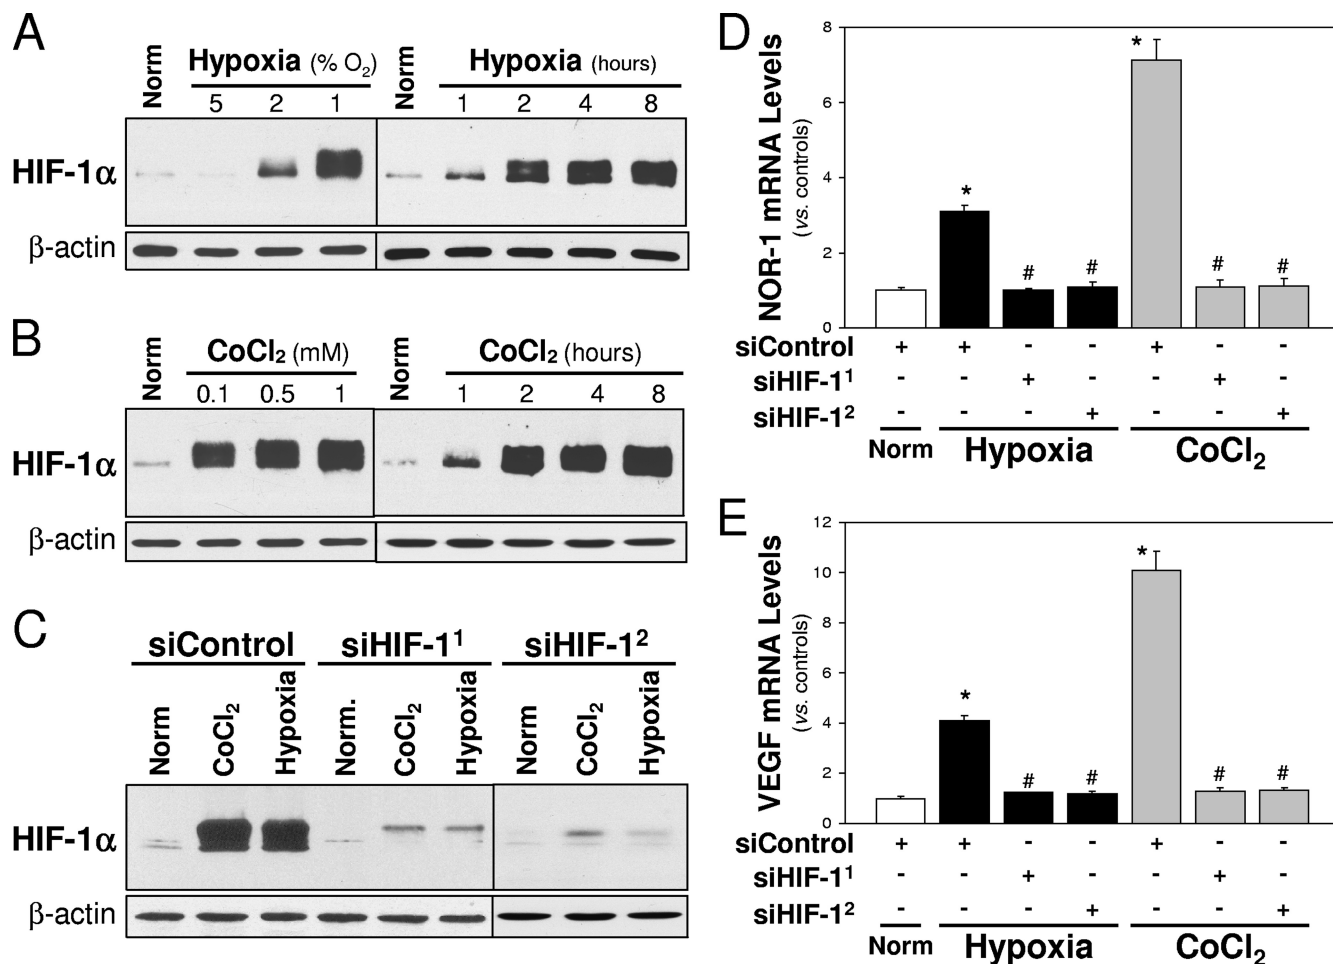 A
Norm
Hypoxia (% O₂)
5 2 1
Norm
Hypoxia (hours)
1 2 4 8
HIF-1α
β-actin
B
Norm
CoCl₂ (mM)
0.1 0.5 1
Norm
CoCl₂ (hours)
1 2 4 8
HIF-1α
β-actin
C
siControl siHIF-1¹ siHIF-1²
Norm CoCl₂ Hypoxia Norm. CoCl₂ Hypoxia Norm CoCl₂ Hypoxia
HIF-1α
β-actin
D
NOR-1 mRNA Levels
(vs. controls)
8
6
4
2
0
* # # * # #
siControl + + - - + - -
siHIF-1¹ - - + - - + -
siHIF-1² - - - + - - +
Norm Hypoxia CoCl₂
E
VEGF mRNA Levels
(vs. controls)
12
10
8
6
4
2
0
* # # * # #
siControl + + - - + - -
siHIF-1¹ - - + - - + -
siHIF-1² - - - + - - +
Norm Hypoxia CoCl₂